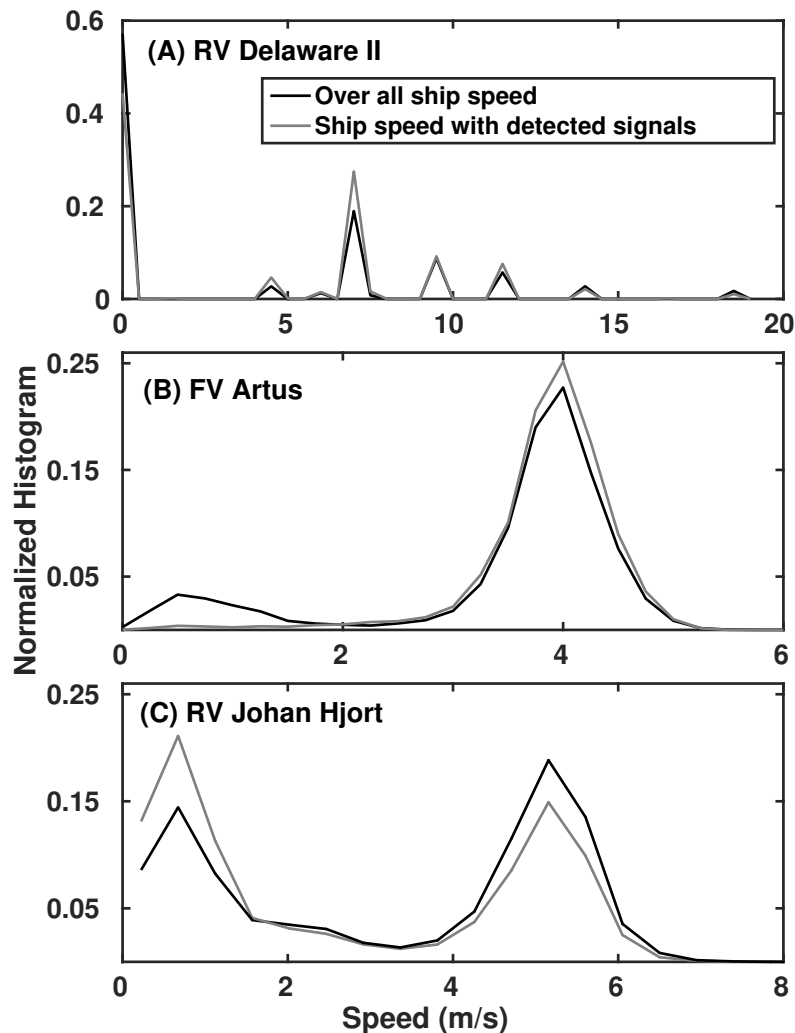 0.6
(A) RV Delaware II
Over all ship speed
Ship speed with detected signals
0.4
0.2
0
0 5 10 15 20
0.25
(B) FV Artus
0.15
0.05
0 2 4 6
Normalized Histogram
0.25
(C) RV Johan Hjort
0.15
0.05
0 2 4 6 8
Speed (m/s)